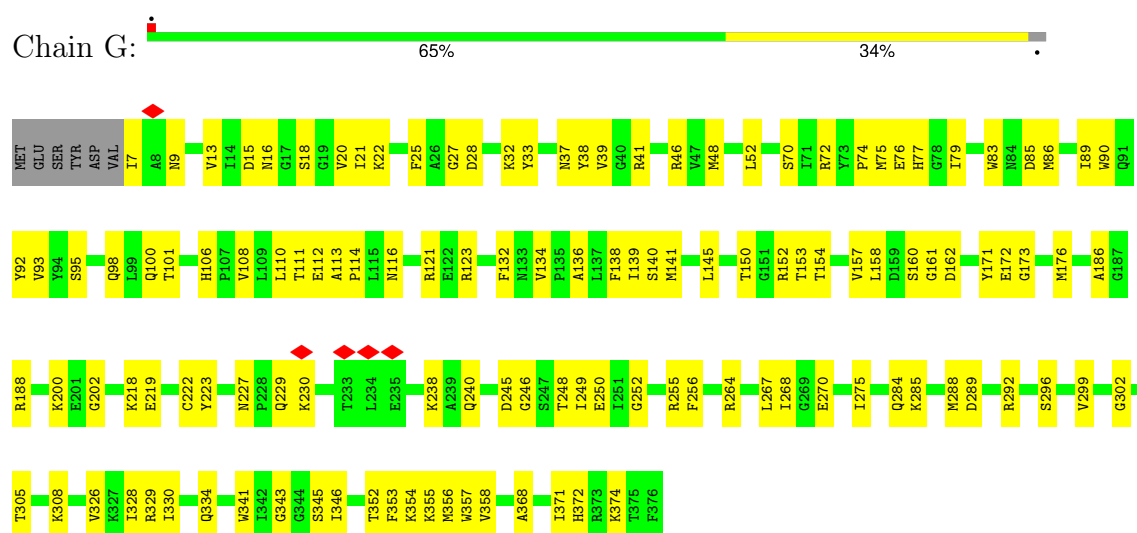 Chain G: 65% 34%
MET GLU SER TYR ASP VAL I7 A8 N9 V13 I14 D15 N16 G17 S18 G19 V20 I21 K22 F25 A26 G27 D28 K32 Y33 N37 Y38 V39 G40 R41 R46 V47 M48 L52 S70 I71 R72 Y73 P74 M75 E76 H77 G78 I79 W83 N84 D85 M86 I89 W90 Q91
Y92 V93 Y94 S95 Q98 L99 Q100 T101 H106 P107 V108 L109 L110 T111 E112 A113 P114 L115 N116 R121 E122 R123 F132 N133 V134 P135 A136 L137 F138 I139 S140 M141 L145 T150 G151 R152 T153 T154 V157 L158 D159 S160 G161 D162 Y171 E172 G173 M176 A186 G187
R188 K200 E201 G202 K218 E219 C222 Y223 N227 P228 Q229 K230 T233 L234 E235 K238 A239 Q240 D245 G246 S247 T248 I249 E250 I251 G252 R255 F256 R264 L267 I268 G269 E270 I275 Q284 K285 M288 D289 R292 S296 V299 G302
T305 K308 V326 K327 I328 R329 I330 Q334 W341 I342 G343 G344 S345 I346 T352 F353 K354 K355 M356 W357 V358 A368 I371 H372 R373 K374 T375 F376